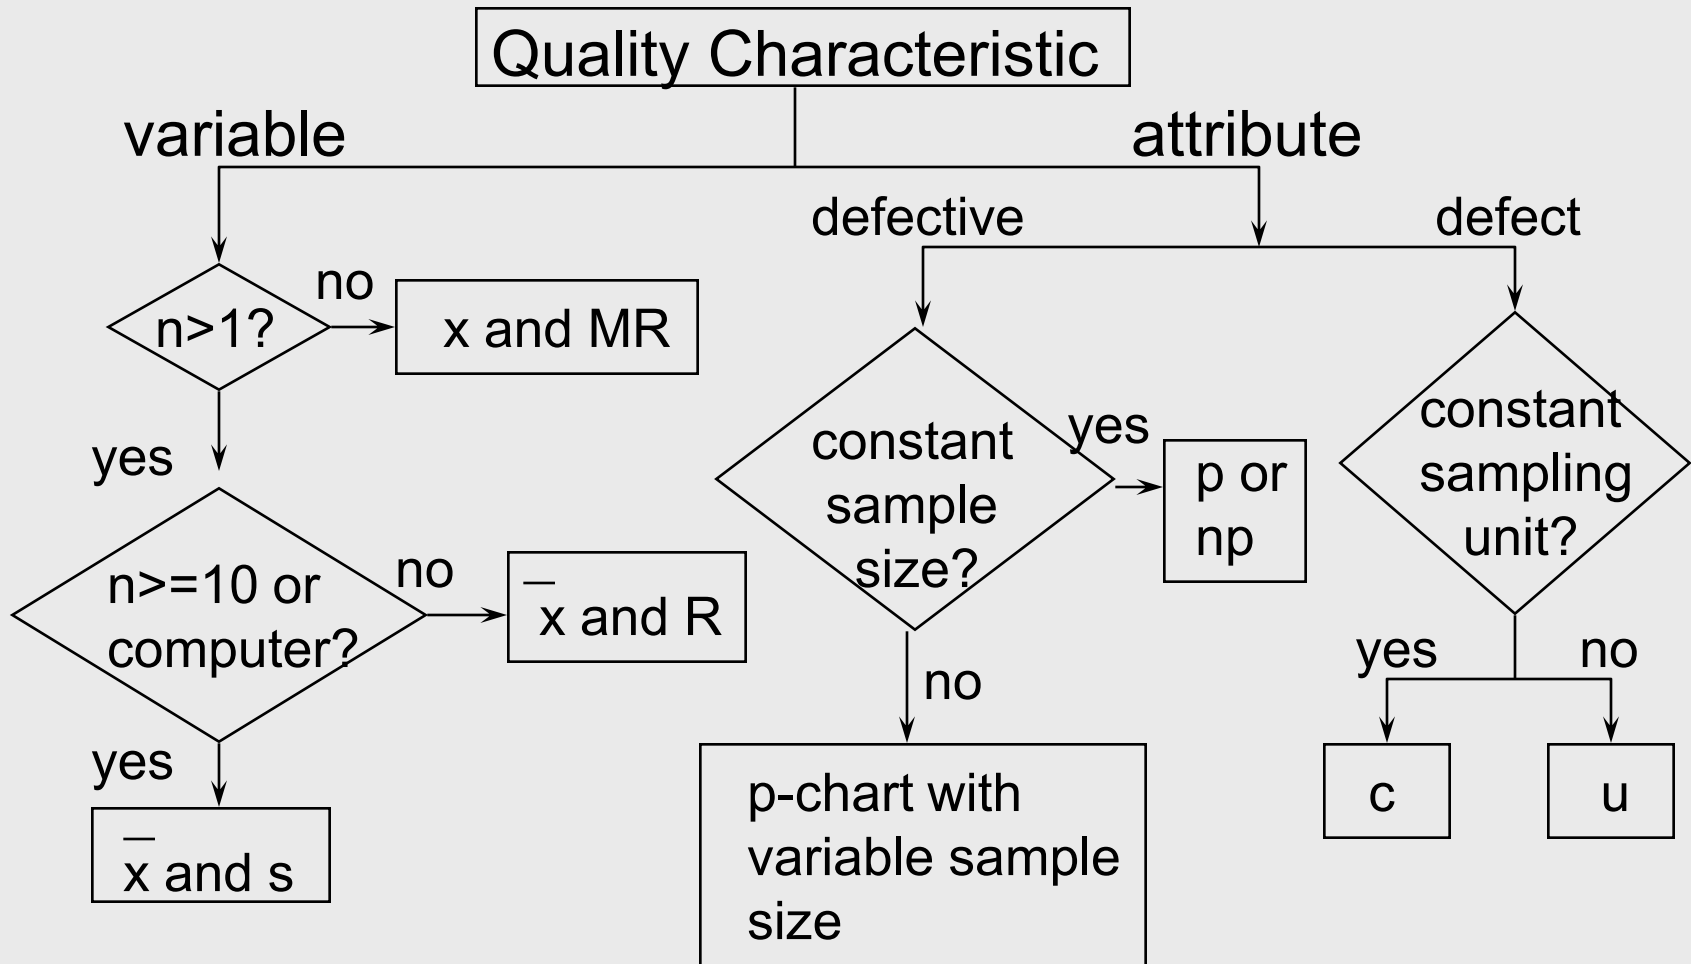 Quality Characteristic
variable
attribute
defective
defect
n>1?
no
x and MR
yes
n>=10 or
computer?
no
x̅ and R
yes
x̅ and s
constant
sample
size?
yes
p or
np
no
p-chart with
variable sample
size
constant
sampling
unit?
yes
no
c
u